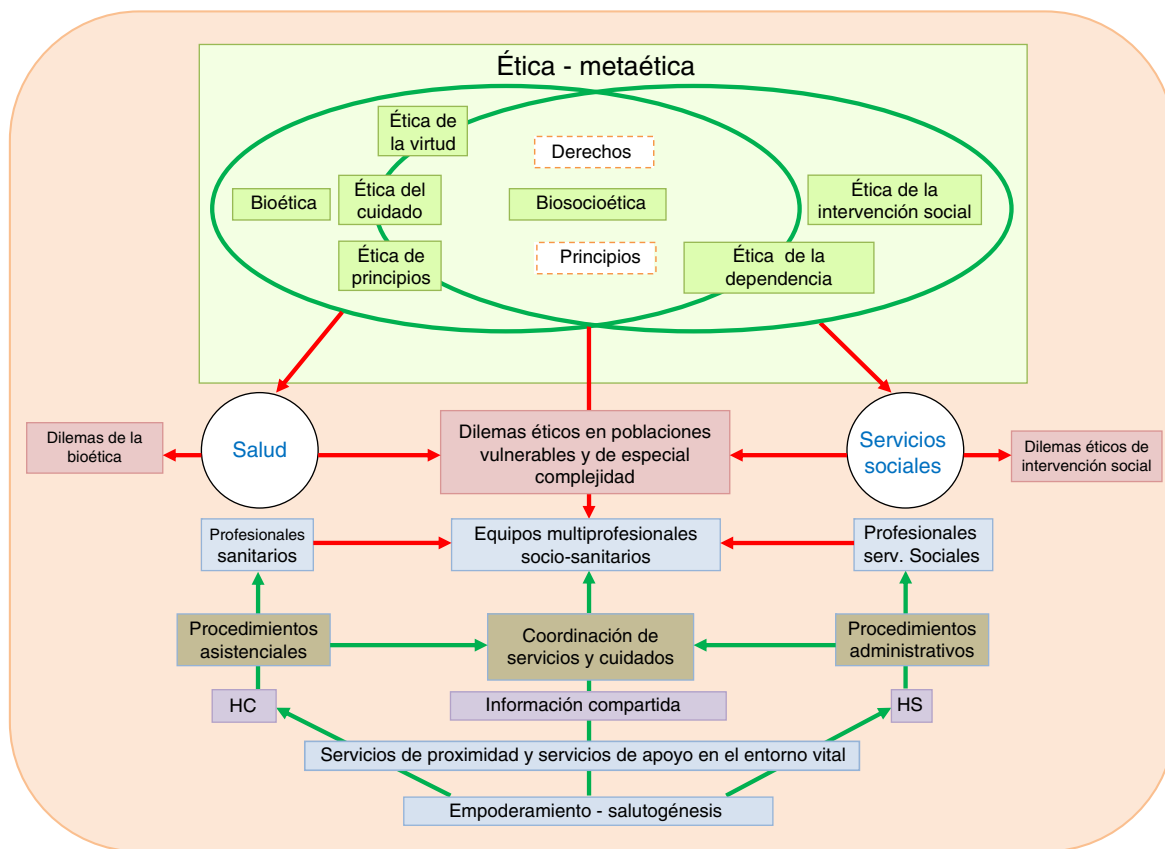 Ética - metaética
Ética de
la virtud
Derechos
Bioética
Ética del
cuidado
Biosocioética
Ética de la
intervención social
Ética de
principios
Principios
Ética de la
dependencia
Dilemas de la
bioética
Salud
Dilemas éticos en poblaciones
vulnerables y de especial
complejidad
Servicios
sociales
Dilemas éticos de
intervención social
Profesionales
sanitarios
Equipos multiprofesionales
socio-sanitarios
Profesionales
serv. Sociales
Procedimientos
asistenciales
Coordinación de
servicios y cuidados
Procedimientos
administrativos
HC
Información compartida
HS
Servicios de proximidad y servicios de apoyo en el entorno vital
Empoderamiento - salutogénesis